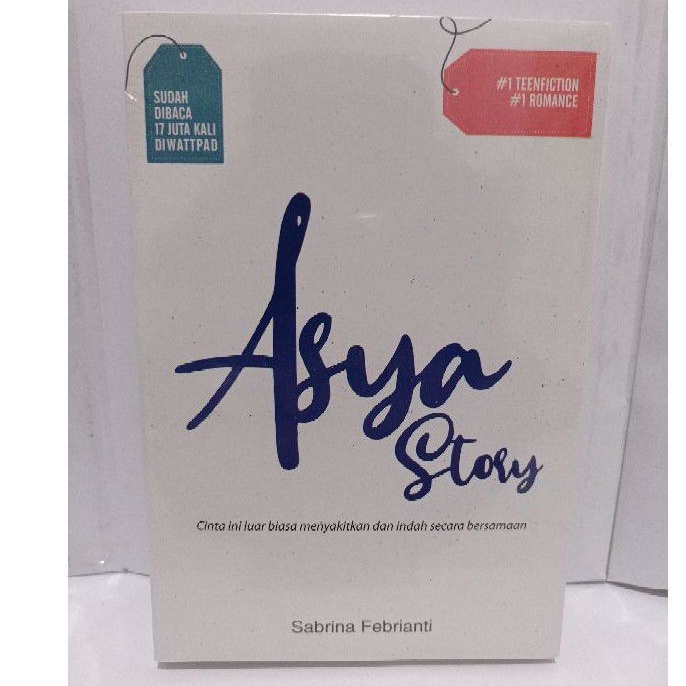 SUDAH
DIBACA
17 JUTA KALI
DIWATTPAD
#1 TEENFICTION
#1 ROMANCE
Asya
Story
Cinta ini luar biasa menyakitkan dan indah secara bersamaan
Sabrina Febrianti